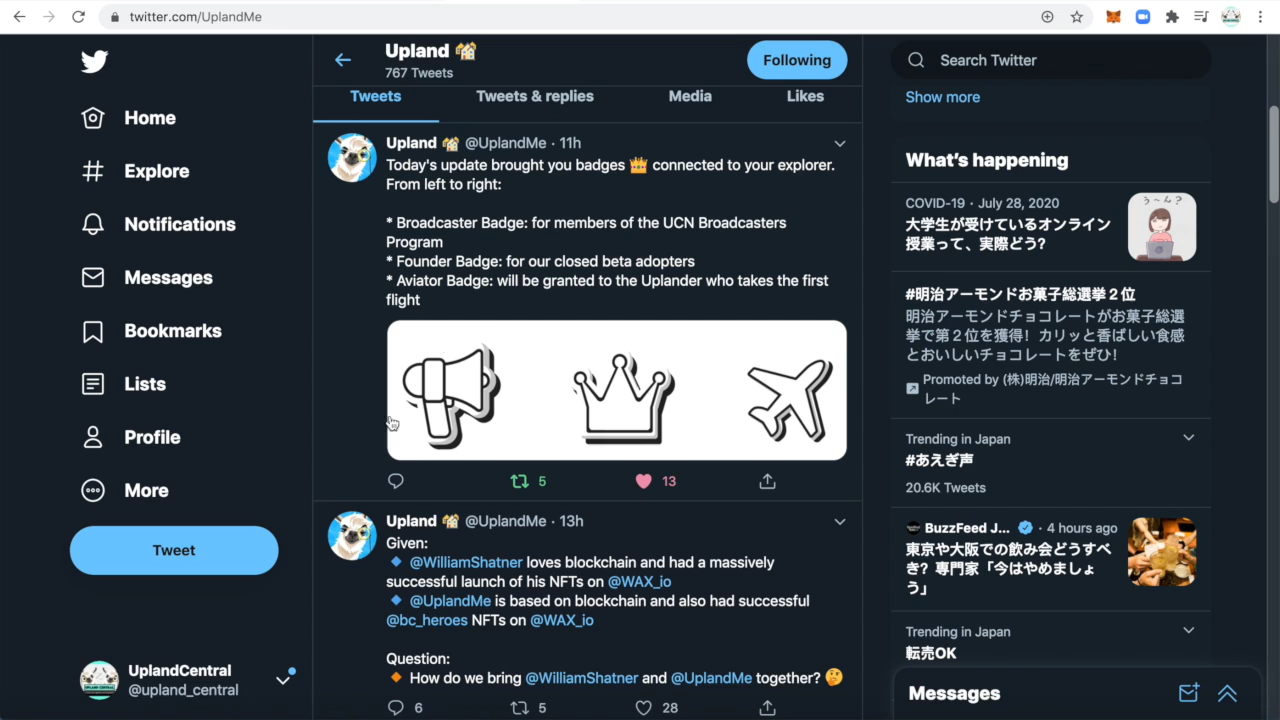 twitter.com/UplandMe
Home
Explore
Notifications
Messages
Bookmarks
Lists
Profile
More
Tweet
UplandCentral
@upland_central
Upland
767 Tweets
Following
Tweets
Tweets & replies
Media
Likes
Upland @UplandMe · 11h
Today's update brought you badges 👑 connected to your explorer.
From left to right:
* Broadcaster Badge: for members of the UCN Broadcasters
Program
* Founder Badge: for our closed beta adopters
* Aviator Badge: will be granted to the Uplander who takes the first
flight
5
13
Upland @UplandMe · 13h
Given:
🔹 @WilliamShatner loves blockchain and had a massively
successful launch of his NFTs on @WAX_io
🔹 @UplandMe is based on blockchain and also had successful
@bc_heroes NFTs on @WAX_io
Question:
🔸 How do we bring @WilliamShatner and @UplandMe together? 🤔
6
5
28
Search Twitter
Show more
What's happening
COVID-19 · July 28, 2020
大学生が受けているオンライン
授業って、実際どう?
う~ん?
#明治アーモンドお菓子総選挙２位
明治アーモンドチョコレートがお菓子総選
挙で第２位を獲得！カリッと香ばしい食感
とおいしいチョコレートをぜひ！
Promoted by (株)明治/明治アーモンドチョコ
レート
Trending in Japan
#あえぎ声
20.6K Tweets
BuzzFeed J... · 4 hours ago
東京や大阪での飲み会どうすべ
き？専門家「今はやめましょ
う」
Trending in Japan
転売OK
Messages